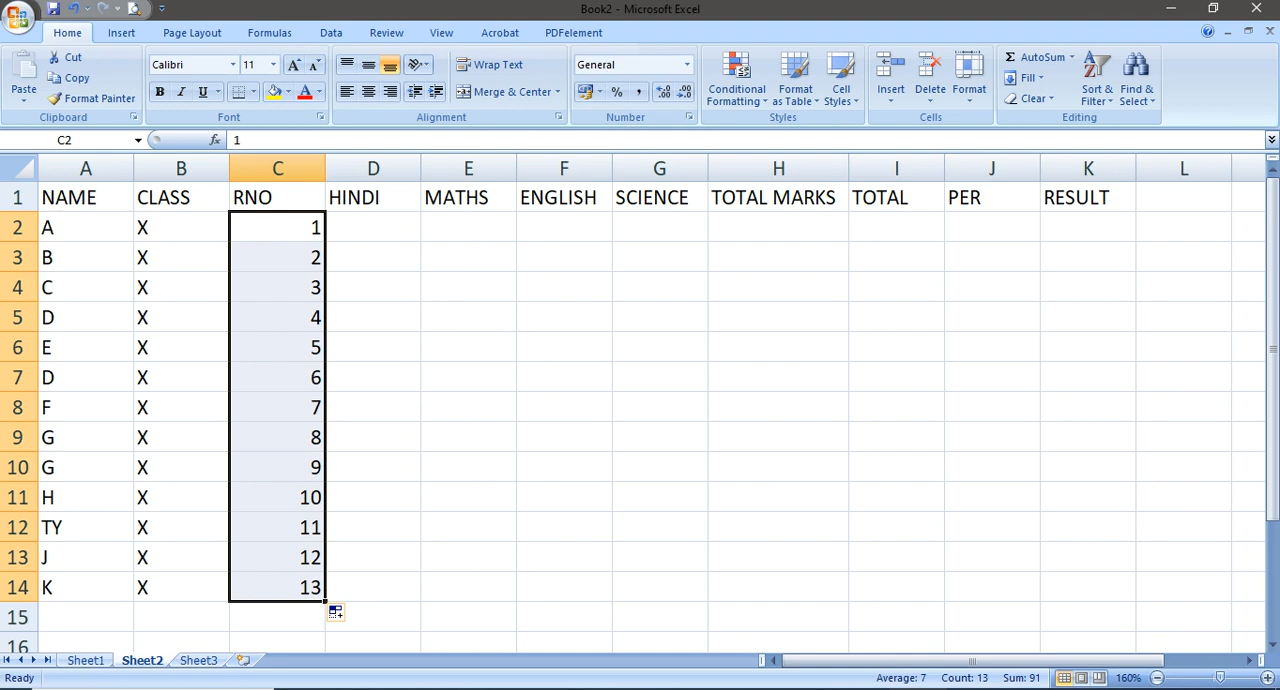 Book2 - Microsoft Excel
Home Insert Page Layout Formulas Data Review View Acrobat PDFelement
Paste Cut Copy Format Painter
Clipboard
Calibri 11 B I U
Font
Wrap Text Merge & Center
Alignment
General % ,
Number
Conditional Formatting Format as Table Cell Styles
Styles
Insert Delete Format
Cells
Σ AutoSum Fill Clear Sort & Filter Find & Select
Editing
C2 fx 1
A B C D E F G H I J K L
1 NAME CLASS RNO HINDI MATHS ENGLISH SCIENCE TOTAL MARKS TOTAL PER RESULT
2 A X 1
3 B X 2
4 C X 3
5 D X 4
6 E X 5
7 D X 6
8 F X 7
9 G X 8
10 G X 9
11 H X 10
12 TY X 11
13 J X 12
14 K X 13
15
16
Sheet1 Sheet2 Sheet3
Ready Average: 7 Count: 13 Sum: 91 160%